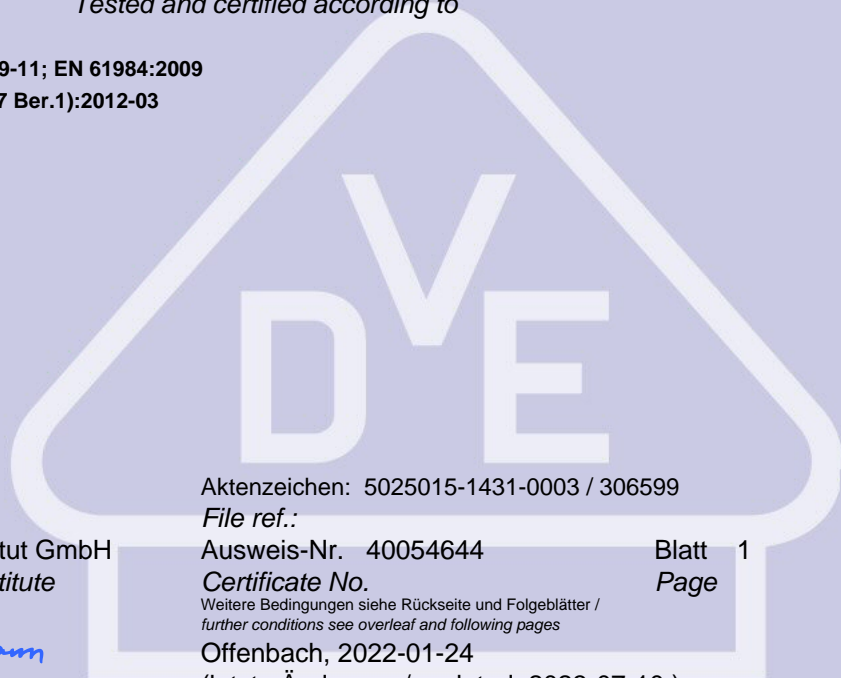 Tested and certified according to
9-11; EN 61984:2009
7 Ber.1):2012-03
DVE
Aktenzeichen: 5025015-1431-0003 / 306599
File ref.:
tut GmbH Ausweis-Nr. 40054644 Blatt 1
titute Certificate No. Page
Weitere Bedingungen siehe Rückseite und Folgeblätter /
further conditions see overleaf and following pages
Offenbach, 2022-01-24